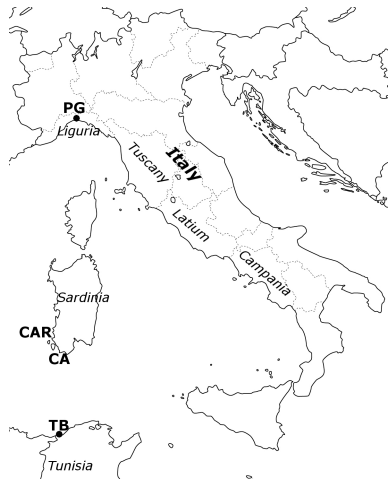 PG
Liguria
Tuscany
Italy
Latium
Campania
Sardinia
CAR
CA
TB
Tunisia